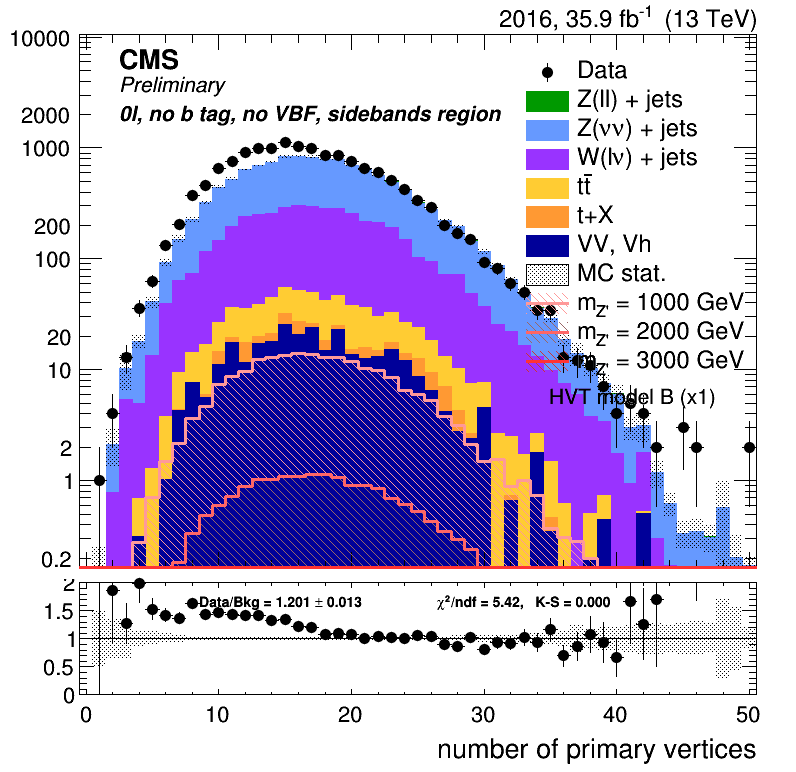 2016, 35.9 fb⁻¹ (13 TeV)
CMS
Preliminary
0l, no b tag, no VBF, sidebands region
Data
Z(ll) + jets
Z(νν) + jets
W(lν) + jets
tt̄
t+X
VV, Vh
MC stat.
m_Z' = 1000 GeV
m_Z' = 2000 GeV
m_Z' = 3000 GeV
HVT model B (x1)
10000
2000
1000
200
100
20
10
2
1
0.2
2
1.5
1
0.5
0
Data/Bkg = 1.201 ± 0.013
χ²/ndf = 5.42, K-S = 0.000
0 10 20 30 40 50
number of primary vertices